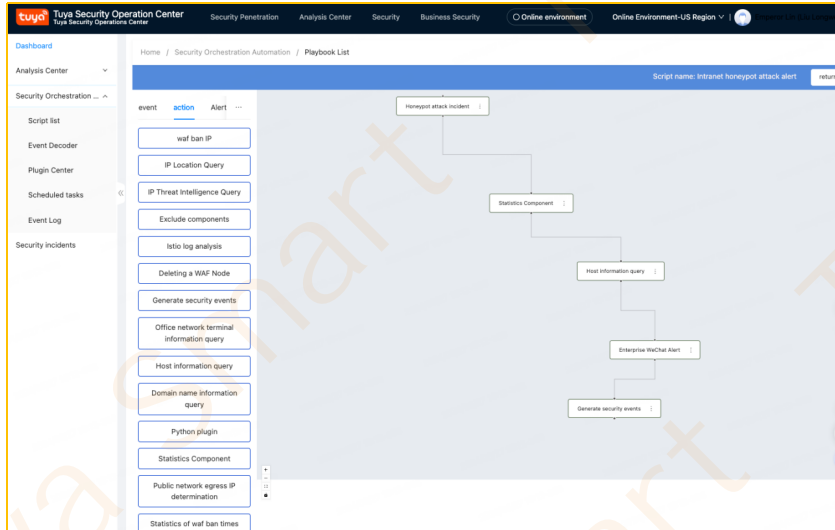 tuya Tuya Security Operation Center
Tuya Security Operations Center
Security Penetration Analysis Center Security Business Security Online environment Online Environment-US Region
Dashboard
Analysis Center
Security Orchestration ...
Script list
Event Decoder
Plugin Center
Scheduled tasks
Event Log
Security incidents
Home / Security Orchestration Automation / Playbook List
Script name: Intranet honeypot attack alert return
event action Alert ...
waf ban IP
IP Location Query
IP Threat Intelligence Query
Exclude components
Istio log analysis
Deleting a WAF Node
Generate security events
Office network terminal
information query
Host information query
Domain name information
query
Python plugin
Statistics Component
Public network egress IP
determination
Statistics of waf ban times
Honeypot attack incident
Statistics Component
Host information query
Enterprise WeChat Alert
Generate security events